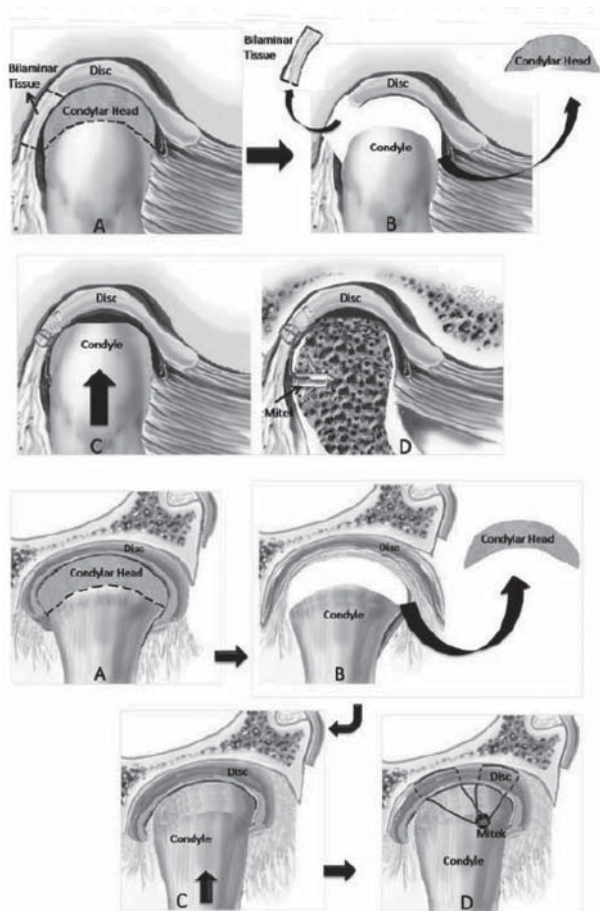 Bilaminar
Tissue
Disc
Condylar Head
A
Bilaminar
Tissue
Disc
Condyle
B
Condylar Head
Disc
Condyle
C
Disc
Mitek
D
Disc
Condylar Head
A
Disc
Condyle
B
Condylar Head
Disc
Condyle
C
Disc
Mitek
Condyle
D